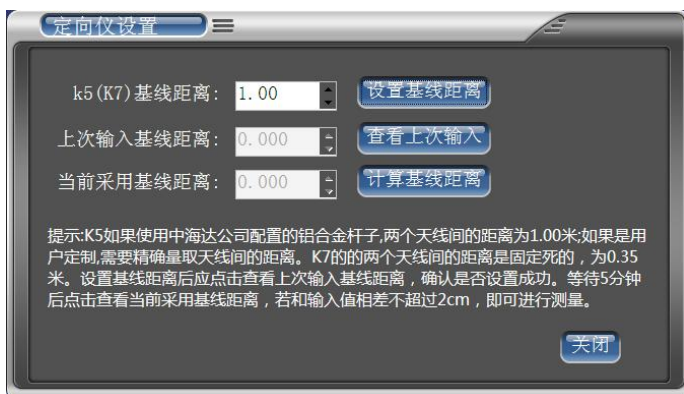 定向仪设置
k5(K7)基线距离: 1.00 设置基线距离
上次输入基线距离: 0.000 查看上次输入
当前采用基线距离: 0.000 计算基线距离
提示:K5如果使用中海达公司配置的铝合金杆子,两个天线间的距离为1.00米;如果是用
户定制,需要精确量取天线间的距离。K7的的两个天线间的距离是固定死的，为0.35
米。设置基线距离后应点击查看上次输入基线距离，确认是否设置成功。等待5分钟
后点击查看当前采用基线距离，若和输入值相差不超过2cm，即可进行测量。
关闭